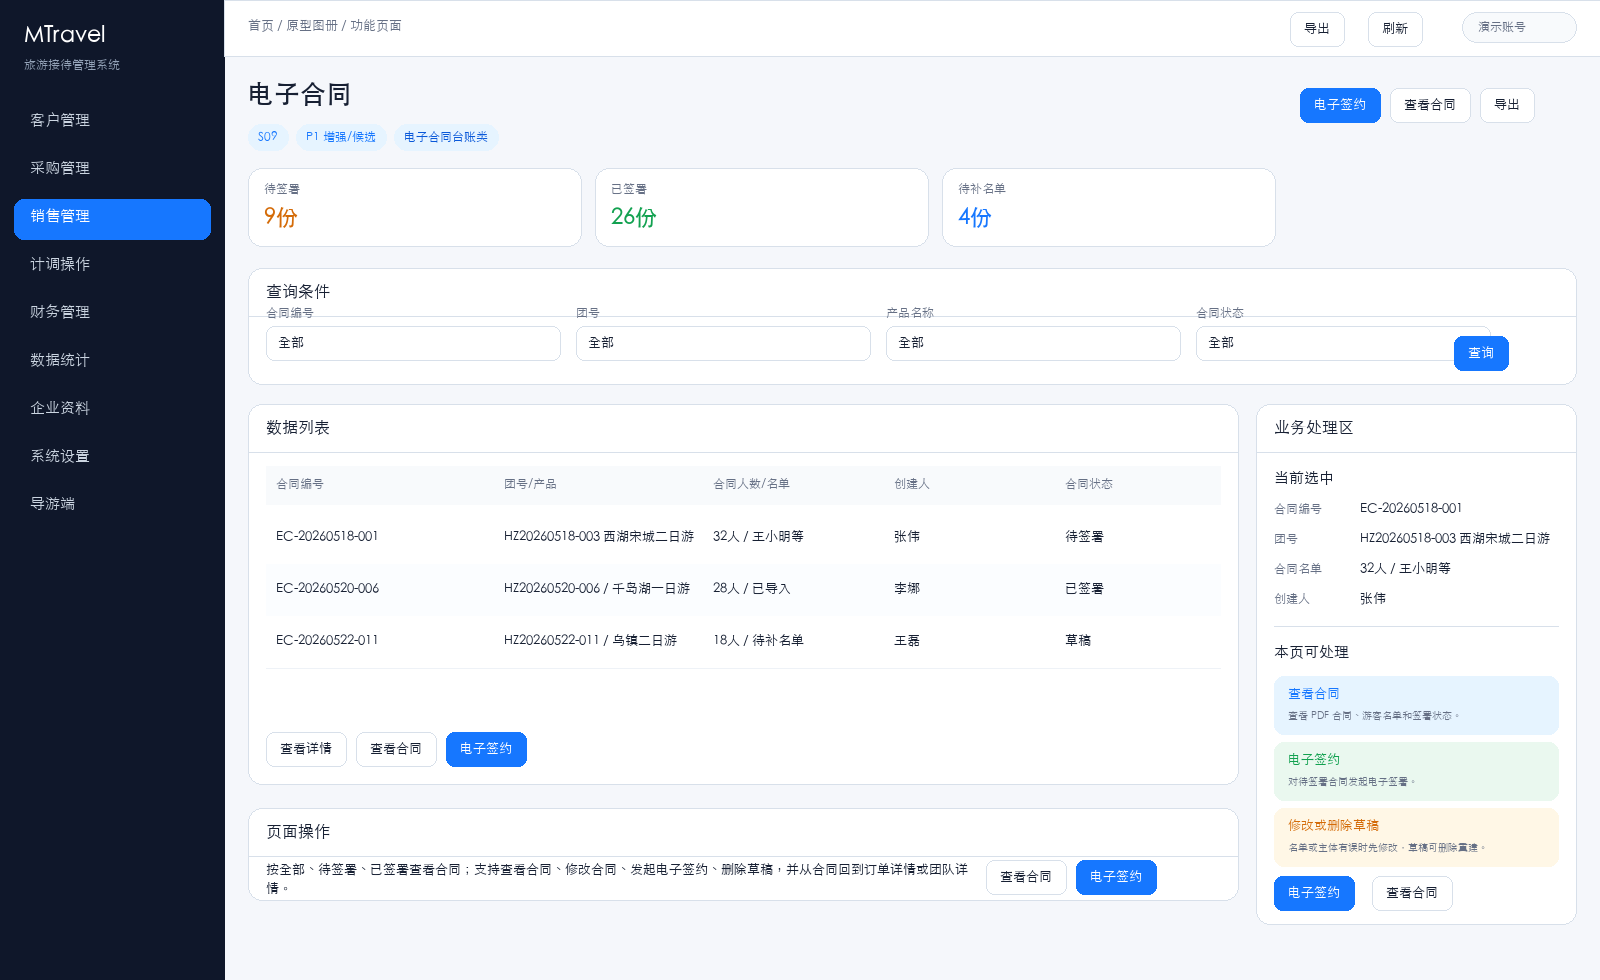 MTravel
旅游接待管理系统
客户管理
采购管理
销售管理
计调操作
财务管理
数据统计
企业资料
系统设置
导游端
首页 / 原型图册 / 功能页面
导出
刷新
演示账号
电子合同
电子签约
查看合同
导出
S09
P1 增强/候选
电子合同台账类
待签署
9份
已签署
26份
待补名单
4份
查询条件
合同编号
团号
产品名称
合同状态
全部
全部
全部
全部
查询
数据列表
合同编号
团号/产品
合同人数/名单
创建人
合同状态
EC-20260518-001
HZ20260518-003 西湖宋城二日游
32人 / 王小明等
张伟
待签署
EC-20260520-006
HZ20260520-006 / 千岛湖一日游
28人 / 已导入
李娜
已签署
EC-20260522-011
HZ20260522-011 / 乌镇二日游
18人 / 待补名单
王磊
草稿
查看详情
查看合同
电子签约
页面操作
按全部、待签署、已签署查看合同；支持查看合同、修改合同、发起电子签约、删除草稿，并从合同回到订单详情或团队详
情。
查看合同
电子签约
业务处理区
当前选中
合同编号
EC-20260518-001
团号
HZ20260518-003 西湖宋城二日游
合同名单
32人 / 王小明等
创建人
张伟
本页可处理
查看合同
查看 PDF 合同、游客名单和签署状态。
电子签约
对待签署合同发起电子签署。
修改或删除草稿
名单或主体有误时先修改，草稿可删除重建。
电子签约
查看合同